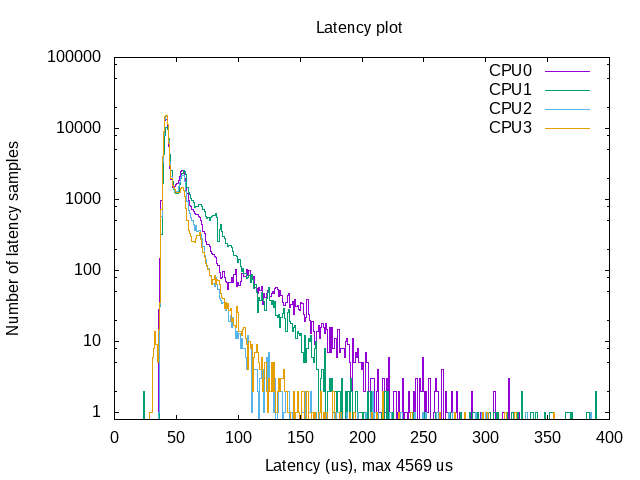 Latency plot
Number of latency samples
100000
10000
1000
100
10
1
CPU0
CPU1
CPU2
CPU3
0 50 100 150 200 250 300 350 400
Latency (us), max 4569 us